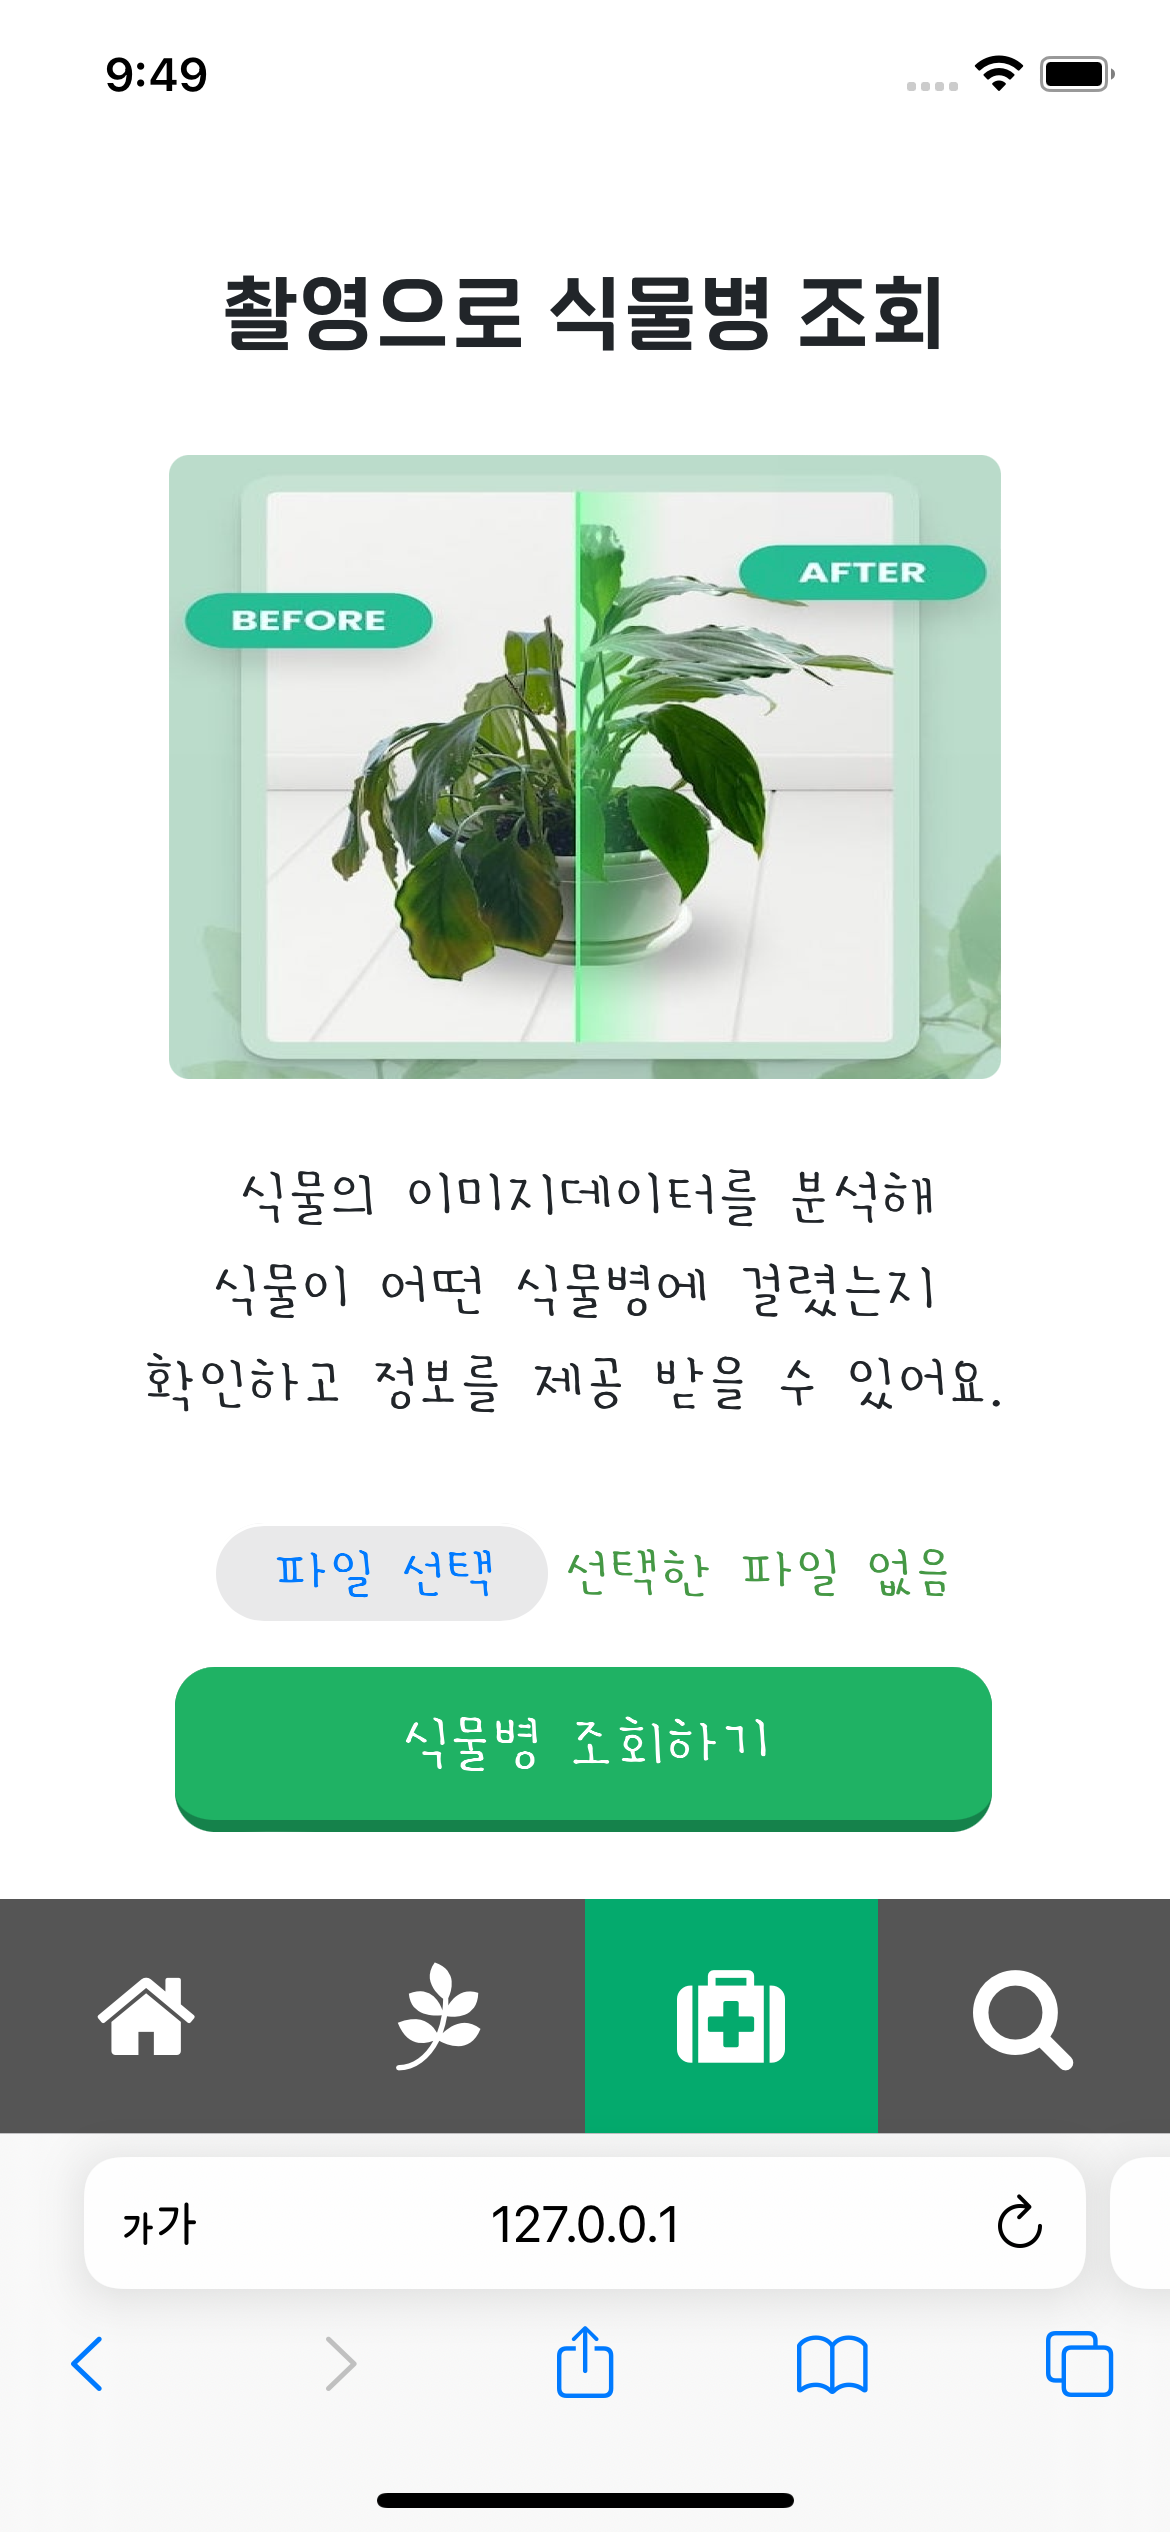 9:49
촬영으로 식물병 조회
AFTER
BEFORE
식물의 이미지데이터를 분석해
식물이 어떤 식물병에 걸렸는지
확인하고 정보를 제공 받을 수 있어요.
파일 선택 선택한 파일 없음
식물병 조회하기
가가 127.0.0.1